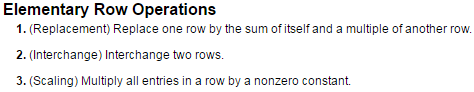 Elementary Row Operations
1. (Replacement) Replace one row by the sum of itself and a multiple of another row.
2. (Interchange) Interchange two rows.
3. (Scaling) Multiply all entries in a row by a nonzero constant.